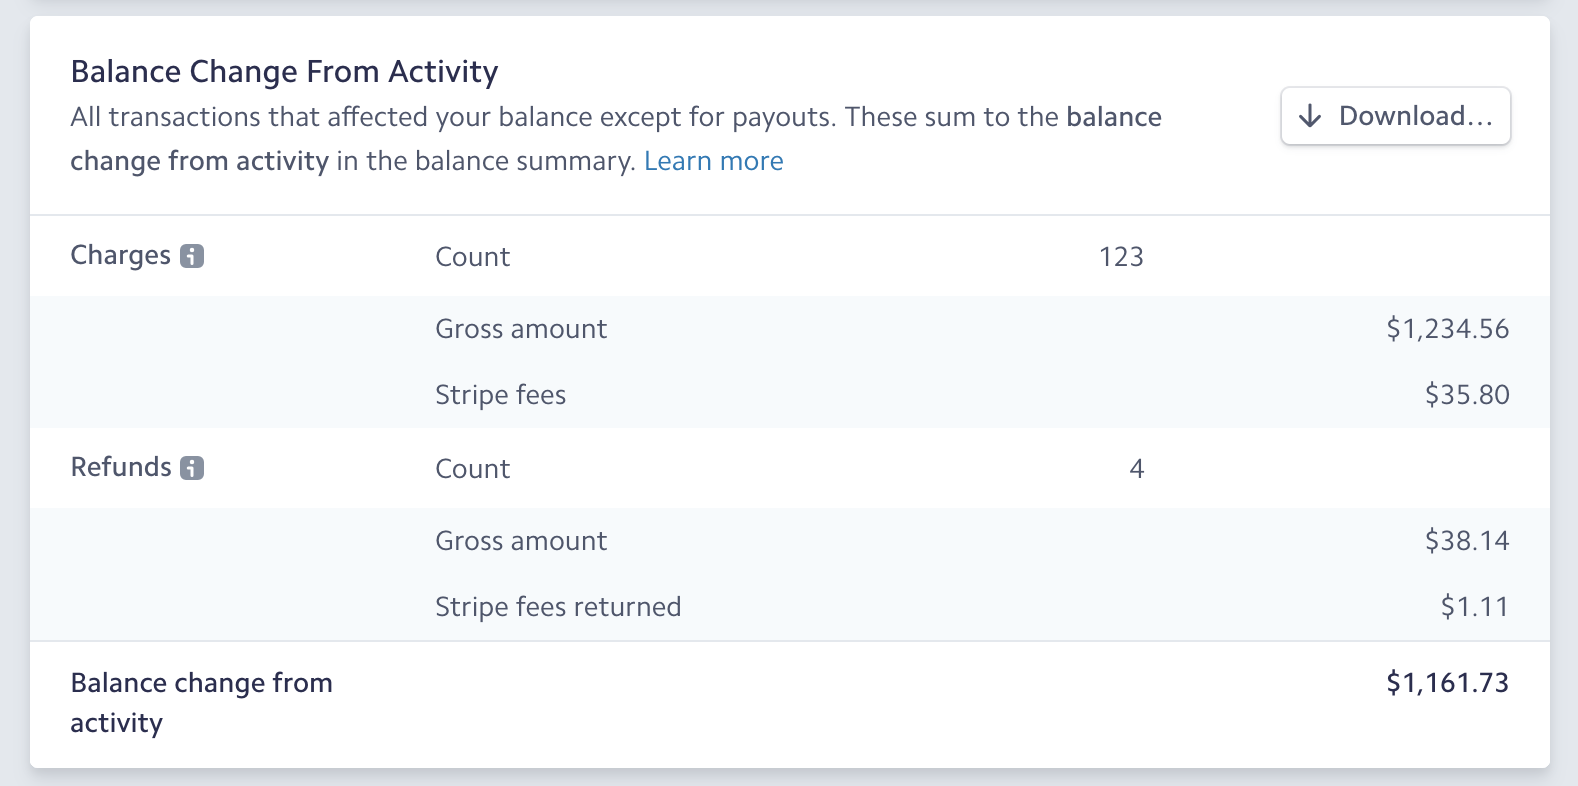 Balance Change From Activity
All transactions that affected your balance except for payouts. These sum to the balance
change from activity in the balance summary. Learn more
Download...
Charges
Count 123
Gross amount $1,234.56
Stripe fees $35.80
Refunds
Count 4
Gross amount $38.14
Stripe fees returned $1.11
Balance change from
activity
$1,161.73